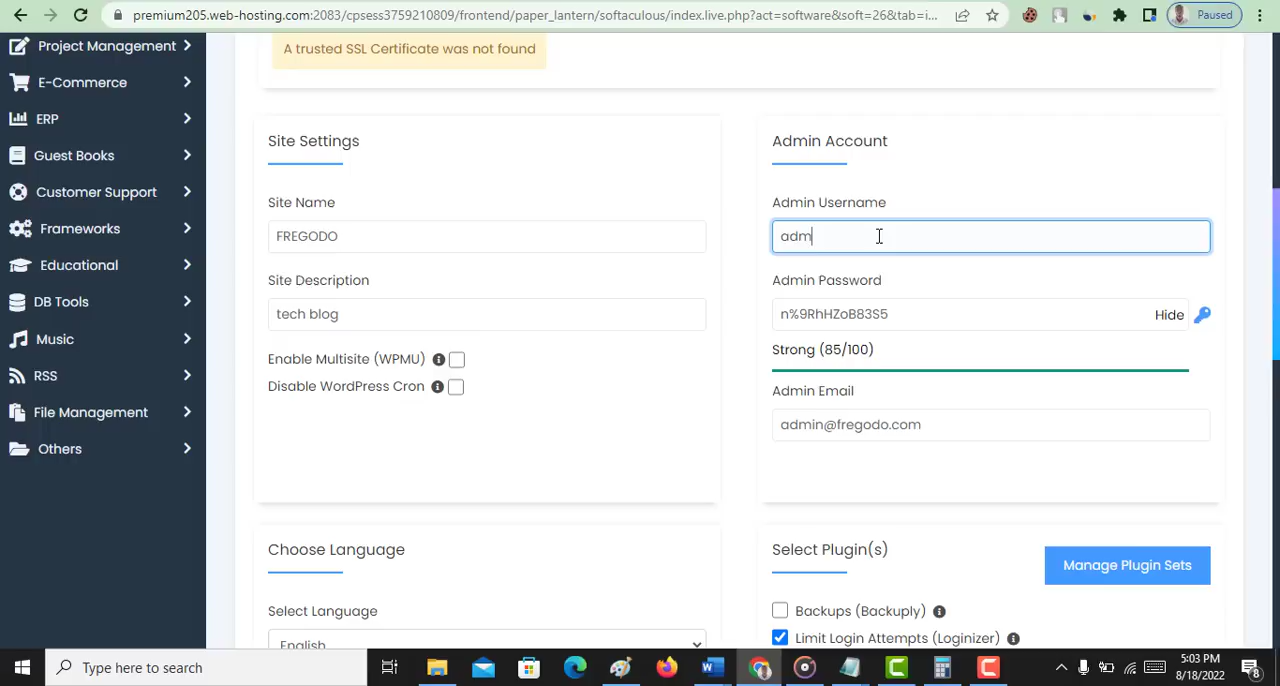 premium205.web-hosting.com:2083/cpsess3759210809/frontend/paper_lantern/softaculous/index.live.php?act=software&soft=26&tab=i...
Paused
Project Management
E-Commerce
ERP
Guest Books
Customer Support
Frameworks
Educational
DB Tools
Music
RSS
File Management
Others
A trusted SSL Certificate was not found
Site Settings
Site Name
FREGODO
Site Description
tech blog
Enable Multisite (WPMU)
Disable WordPress Cron
Admin Account
Admin Username
adm
Admin Password
n%9RhHZoB83S5 Hide
Strong (85/100)
Admin Email
admin@fregodo.com
Choose Language
Select Language
English
Select Plugin(s)
Manage Plugin Sets
Backups (Backuply)
Limit Login Attempts (Loginizer)
Type here to search
5:03 PM
8/18/2022
8